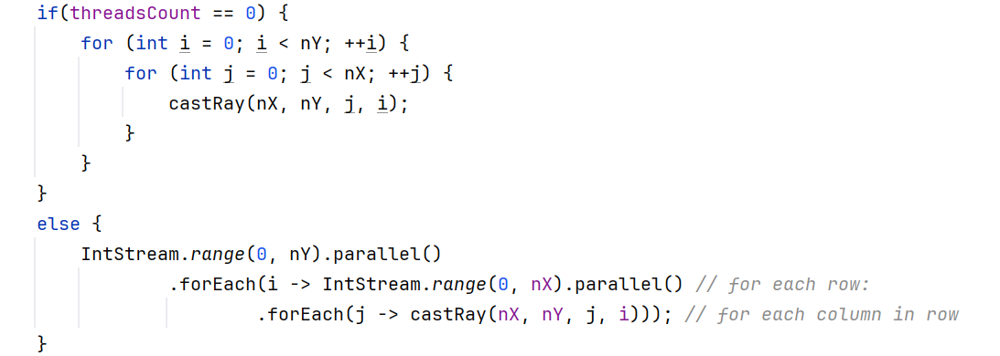 if(threadsCount == 0) {
    for (int i = 0; i < nY; ++i) {
        for (int j = 0; j < nX; ++j) {
            castRay(nX, nY, j, i);
        }
    }
}
else {
    IntStream.range(0, nY).parallel()
            .forEach(i -> IntStream.range(0, nX).parallel() // for each row:
                    .forEach(j -> castRay(nX, nY, j, i))); // for each column in row
}